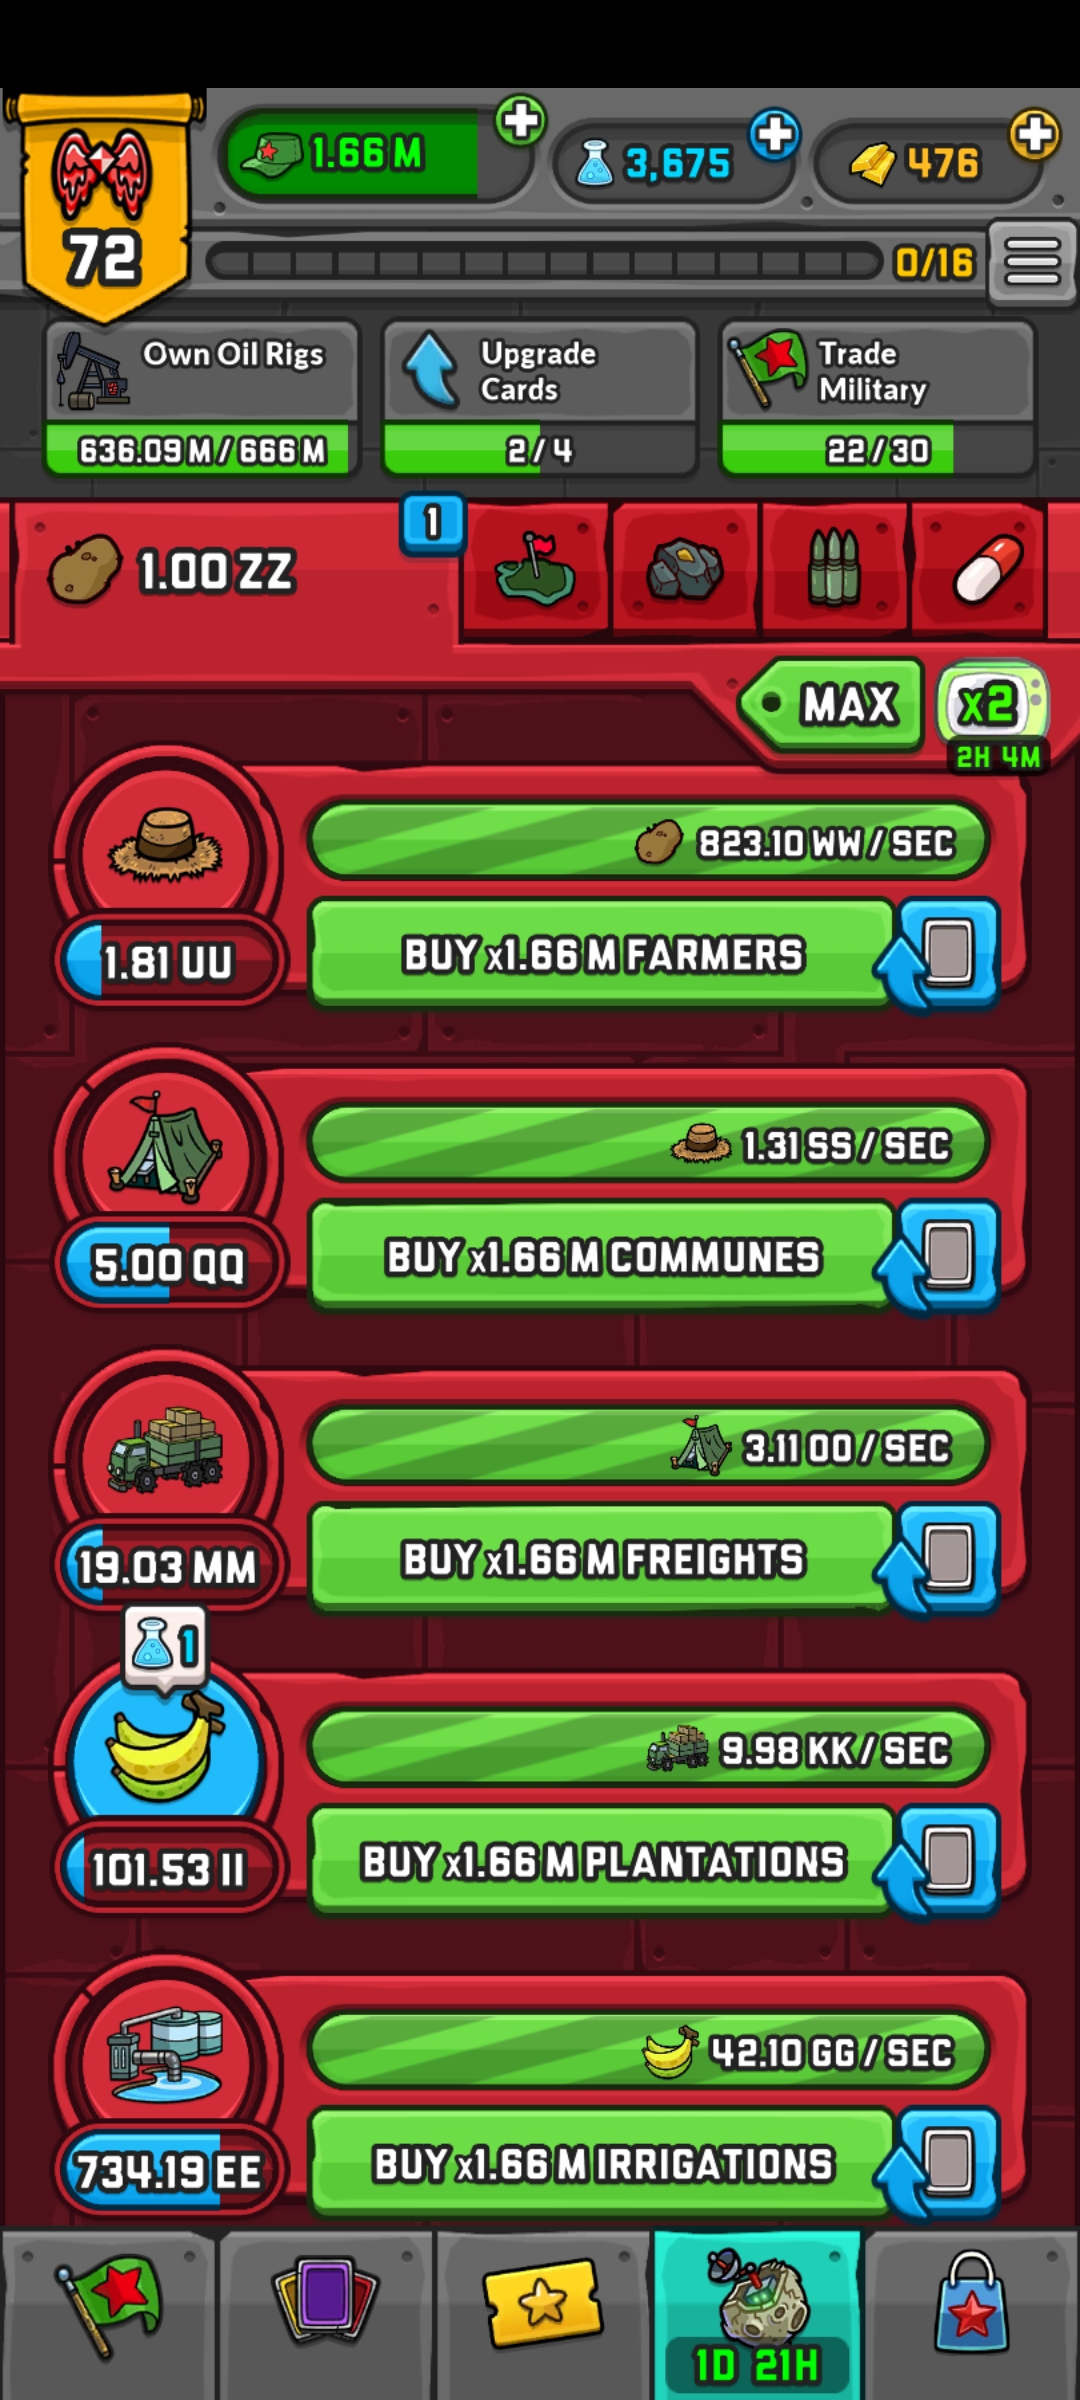 1.66 M
3,675
476
72
0/16
Own Oil Rigs
636.09 M / 666 M
Upgrade
Cards
2 / 4
Trade
Military
22 / 30
1.00 ZZ
1
MAX
x2
2H 4M
823.10 WW / SEC
1.81 UU
BUY x1.66 M FARMERS
1.31 SS / SEC
5.00 QQ
BUY x1.66 M COMMUNES
3.11 OO / SEC
19.03 MM
BUY x1.66 M FREIGHTS
1
9.98 KK / SEC
101.53 II
BUY x1.66 M PLANTATIONS
42.10 GG / SEC
734.19 EE
BUY x1.66 M IRRIGATIONS
1D 21H